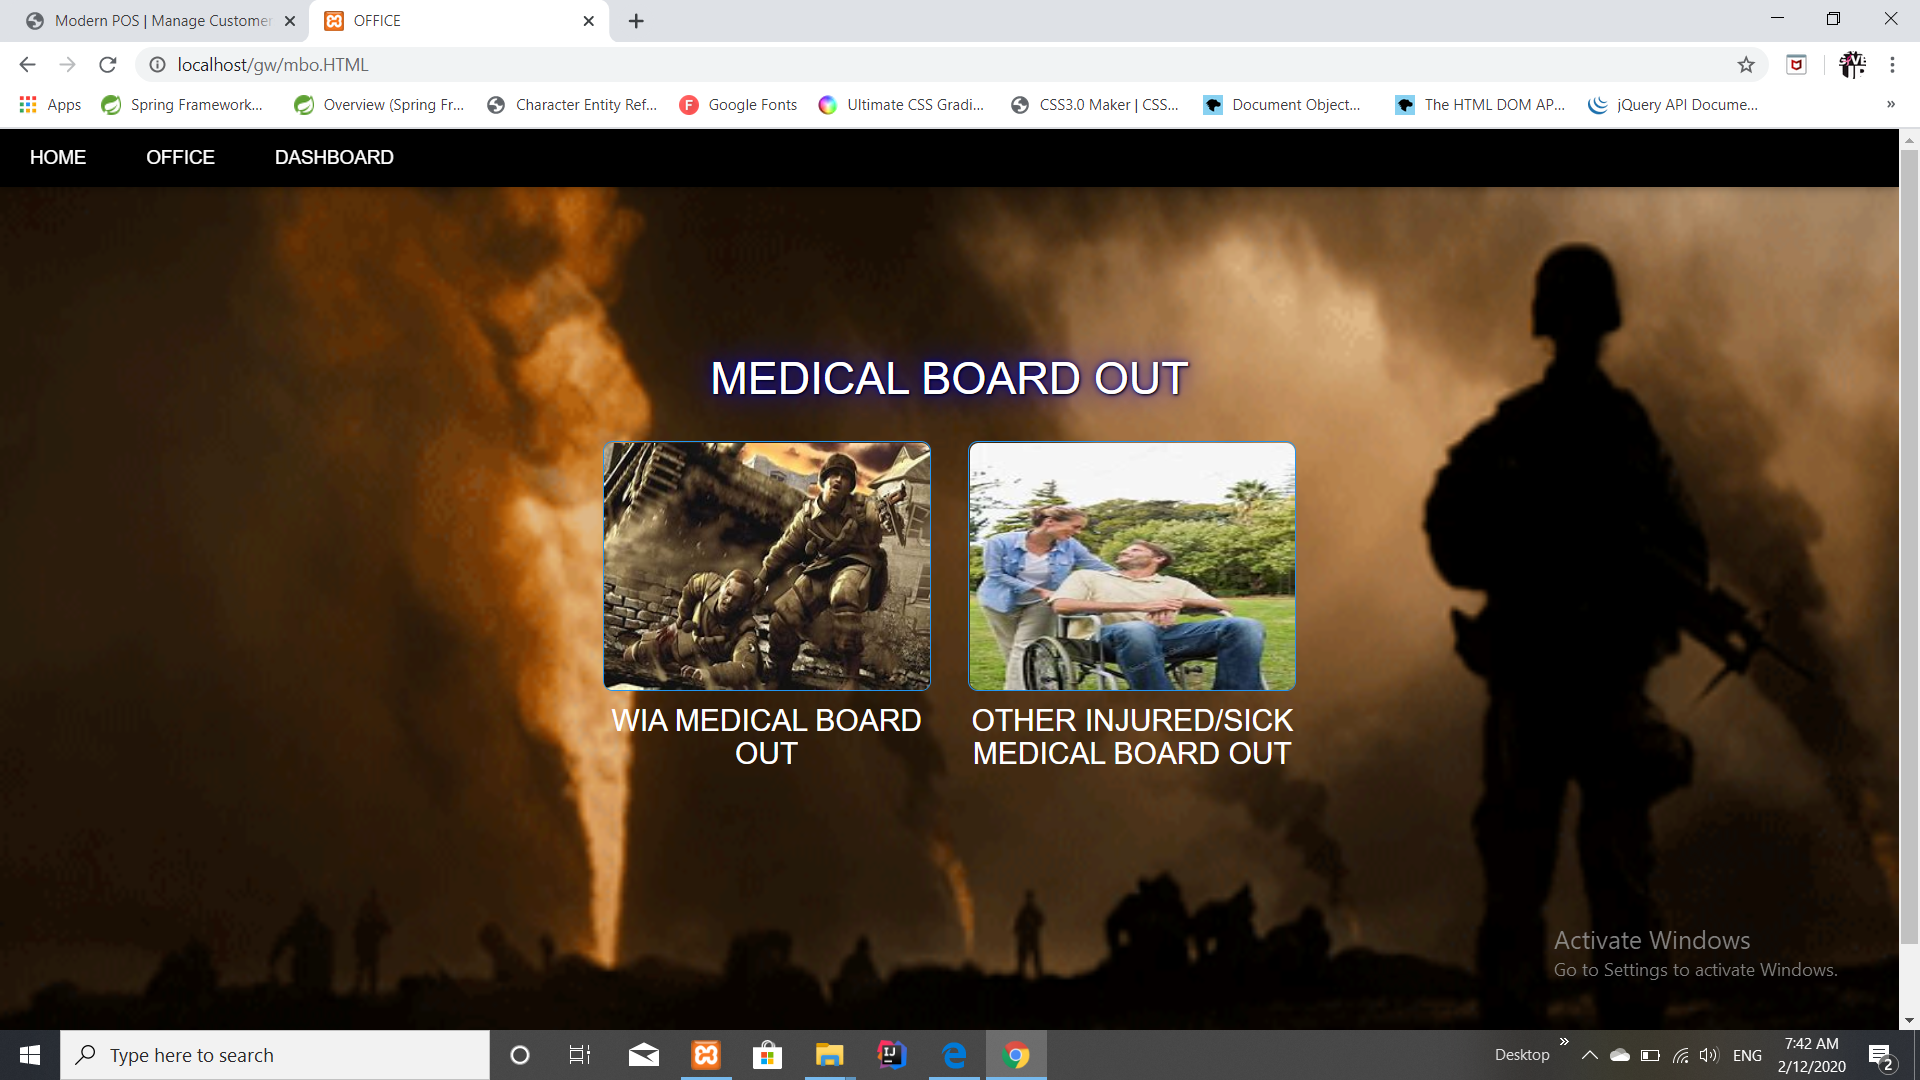 Modern POS | Manage Customer
OFFICE
localhost/gw/mbo.HTML
Apps
Spring Framework...
Overview (Spring Fr...
Character Entity Ref...
Google Fonts
Ultimate CSS Gradi...
CSS3.0 Maker | CSS...
Document Object...
The HTML DOM AP...
jQuery API Docume...
»
HOME
OFFICE
DASHBOARD
MEDICAL BOARD OUT
WIA MEDICAL BOARD
OUT
OTHER INJURED/SICK
MEDICAL BOARD OUT
Activate Windows
Go to Settings to activate Windows.
Type here to search
Desktop
»
ENG
7:42 AM
2/12/2020
2